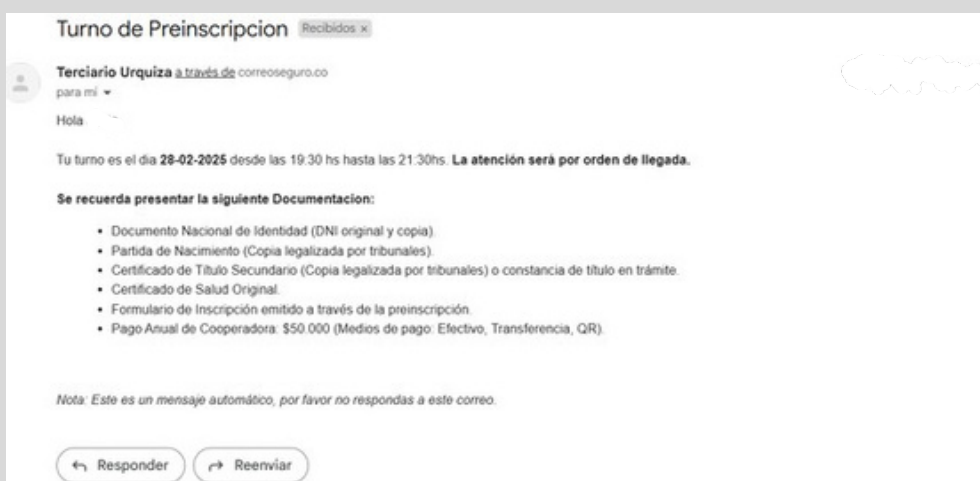 Turno de Preinscripcion Recibidos ×
Terciario Urquiza a través de correoseguro.co
para mí
Hola
Tu turno es el dia 28-02-2025 desde las 19:30 hs hasta las 21:30hs. La atención será por orden de llegada.
Se recuerda presentar la siguiente Documentacion:
• Documento Nacional de Identidad (DNI original y copia).
• Partida de Nacimiento (Copia legalizada por tribunales).
• Certificado de Título Secundario (Copia legalizada por tribunales) o constancia de título en trámite.
• Certificado de Salud Original.
• Formulario de Inscripción emitido a través de la preinscripción.
• Pago Anual de Cooperadora: $50.000 (Medios de pago: Efectivo, Transferencia, QR).
Nota: Este es un mensaje automático, por favor no respondas a este correo.
Responder Reenviar